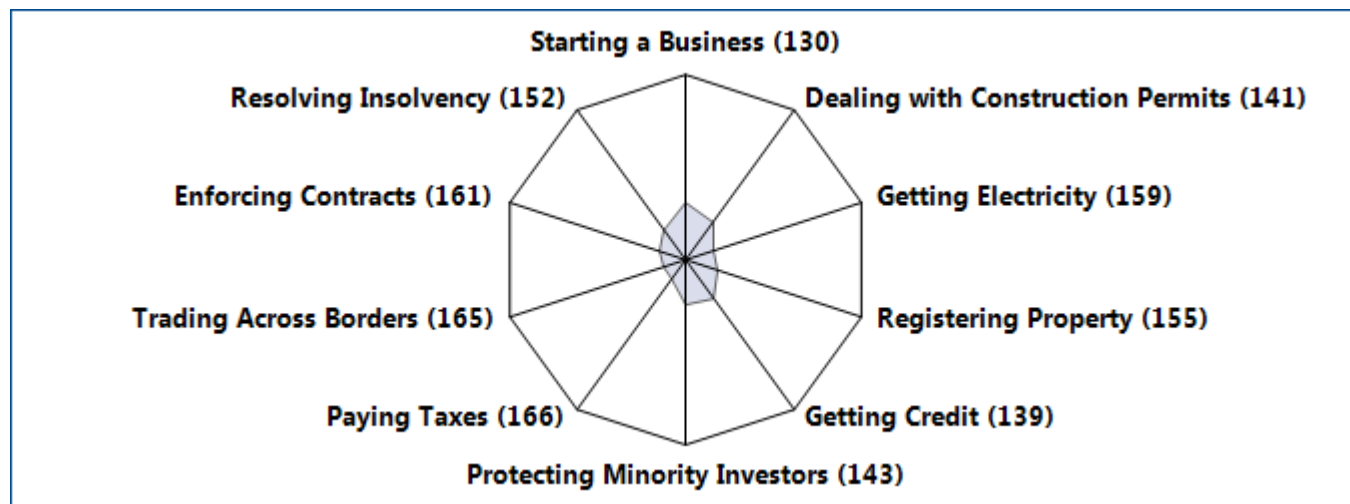 Starting a Business (130)
Resolving Insolvency (152)
Dealing with Construction Permits (141)
Enforcing Contracts (161)
Getting Electricity (159)
Trading Across Borders (165)
Registering Property (155)
Paying Taxes (166)
Getting Credit (139)
Protecting Minority Investors (143)